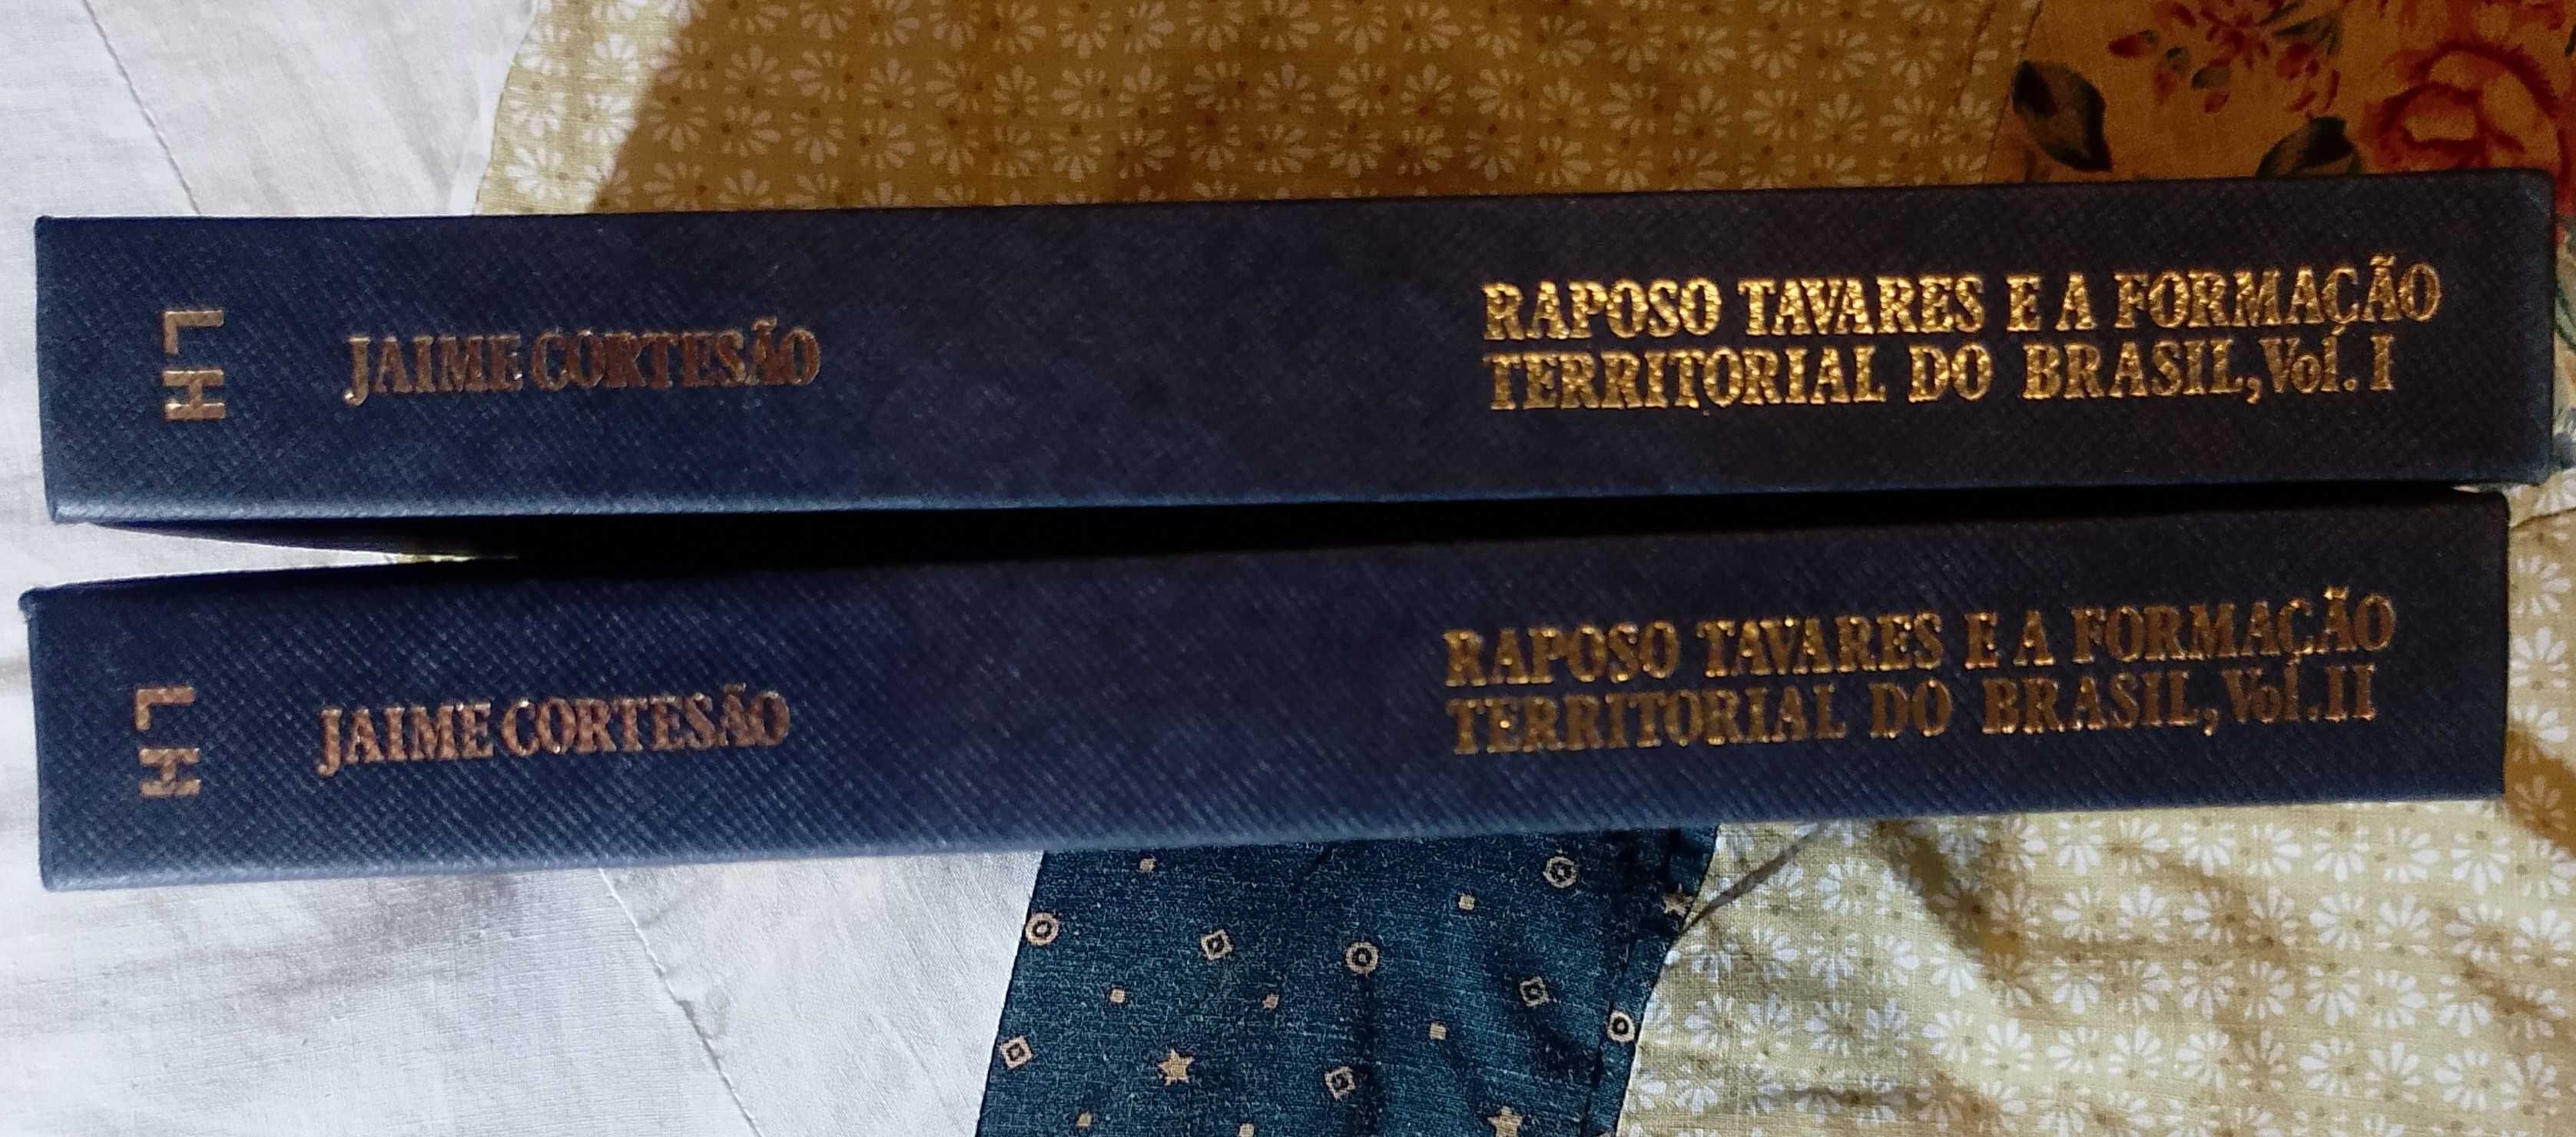 LH
JAIME CORTESÃO
RAPOSO TAVARES E A FORMAÇÃO
TERRITORIAL DO BRASIL, Vol. I
LH
JAIME CORTESÃO
RAPOSO TAVARES E A FORMAÇÃO
TERRITORIAL DO BRASIL, Vol. II